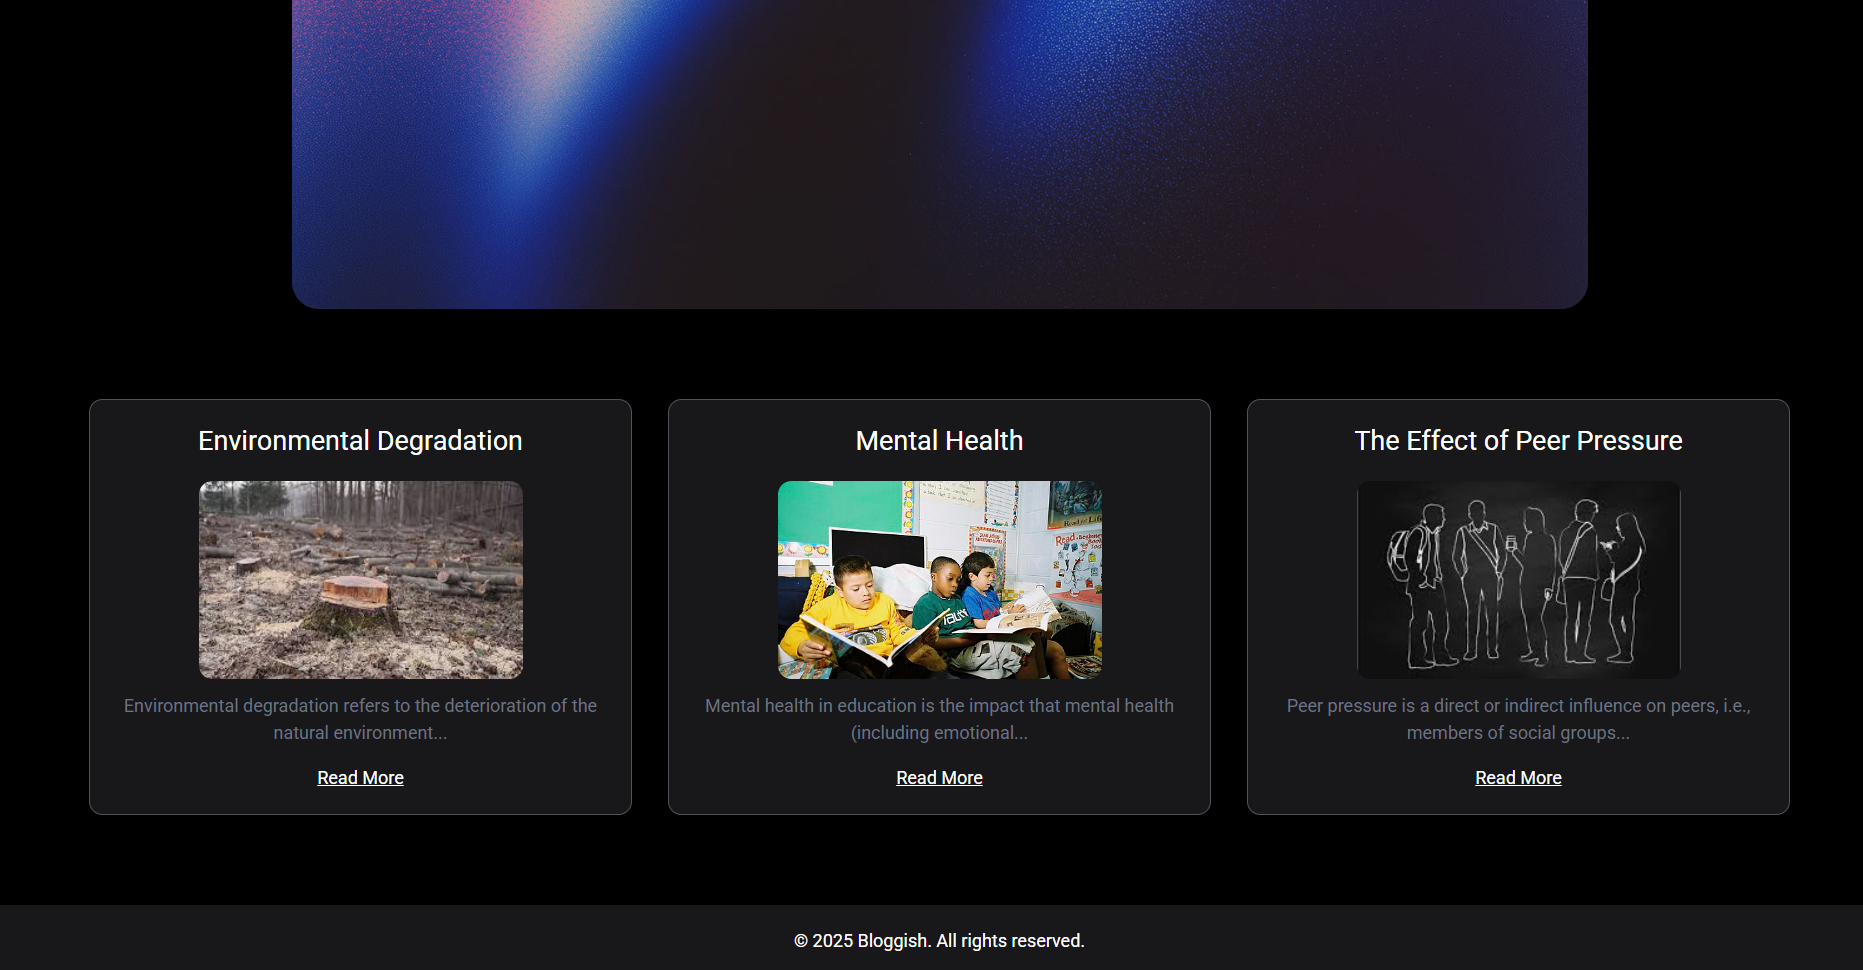 Environmental Degradation
Environmental degradation refers to the deterioration of the
natural environment...
Read More
Mental Health
Mental health in education is the impact that mental health
(including emotional...
Read More
The Effect of Peer Pressure
Peer pressure is a direct or indirect influence on peers, i.e.,
members of social groups...
Read More
© 2025 Bloggish. All rights reserved.